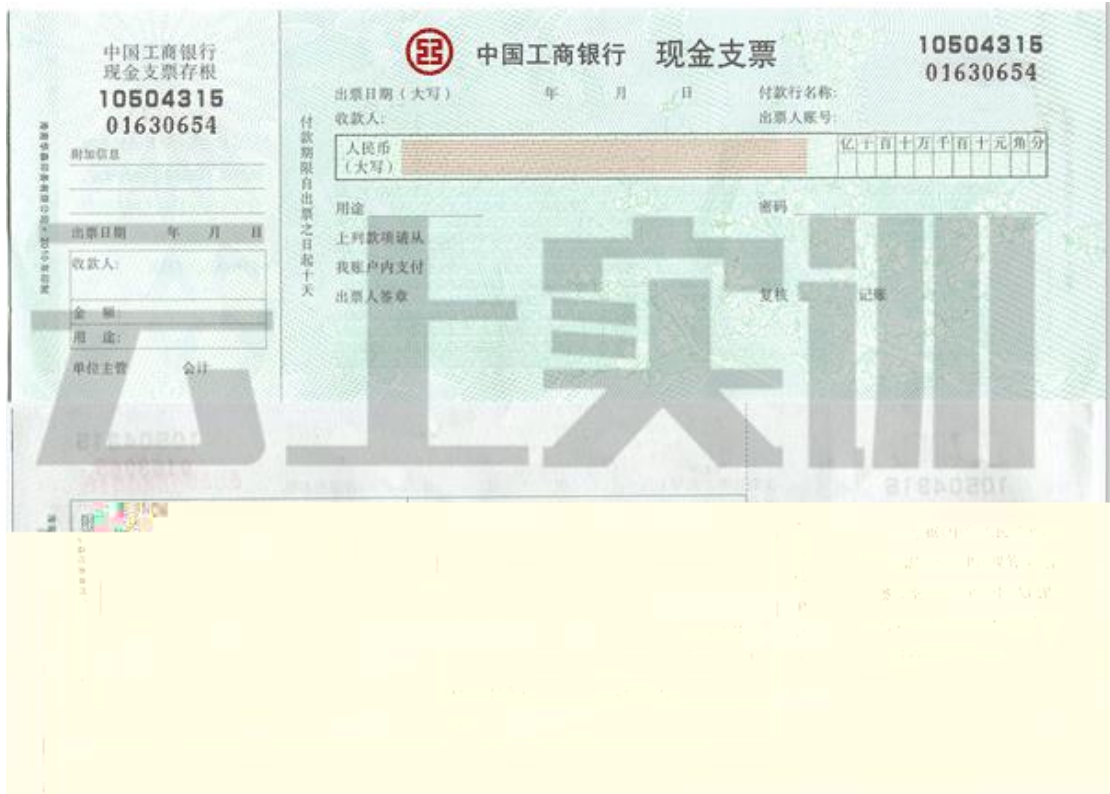 中国工商银行
现金支票存根
10504315
01630654
附加信息
出票日期 年 月 日
收款人:
金 额
用 途:
单位主管 会计
付款期限自出票之日起十天
中国工商银行 现金支票
10504315
01630654
出票日期(大写) 年 月 日 付款行名称:
收款人: 出票人账号:
人民币
(大写)
亿千百十万千百十元角分
用途 密码
上列款项请从
我账户内支付
出票人签章 复核 记账
云上实训